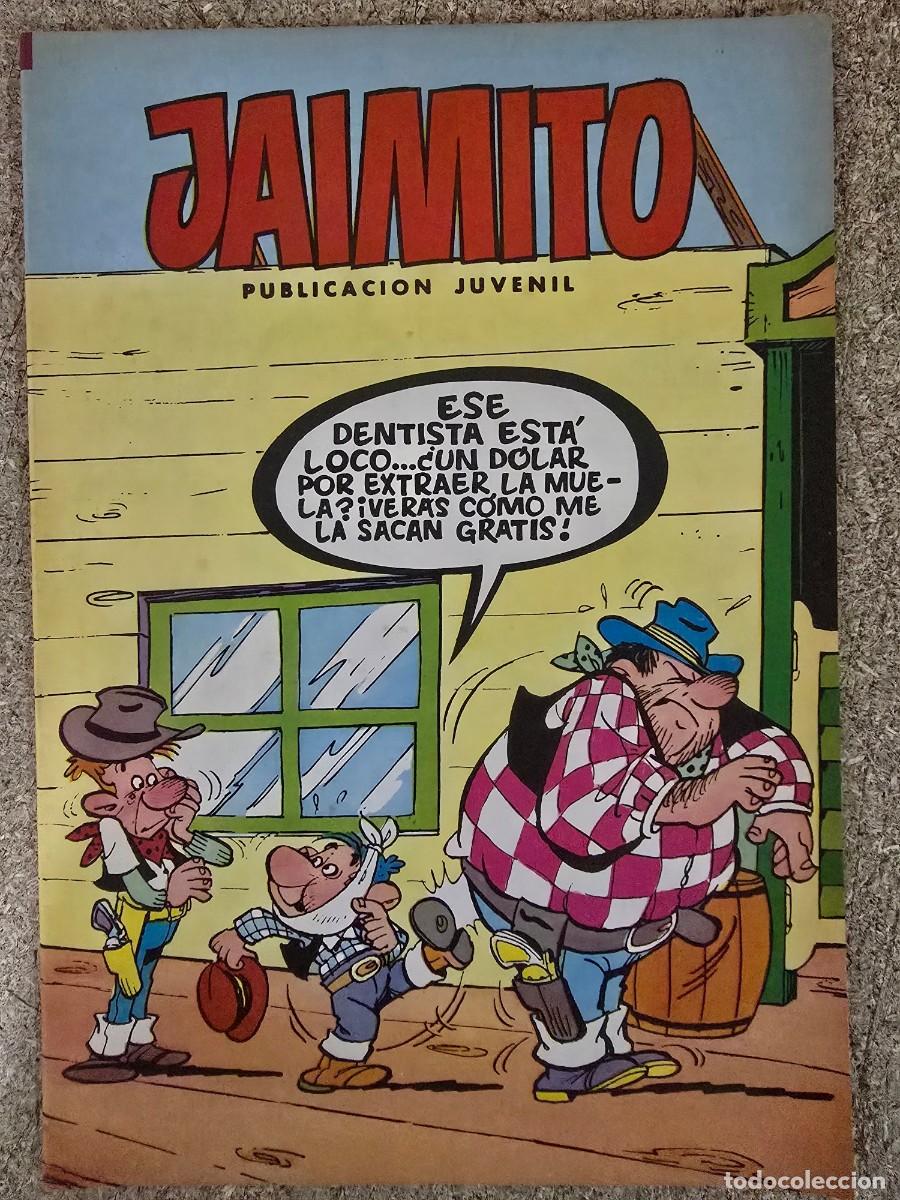 JAIMITO
PUBLICACION JUVENIL
ESE
DENTISTA ESTÁ
LOCO...¿UN DÓLAR
POR EXTRAER LA MUE-
LA?¡VERÁS CÓMO ME
LA SACAN GRATIS!
todocoleccion